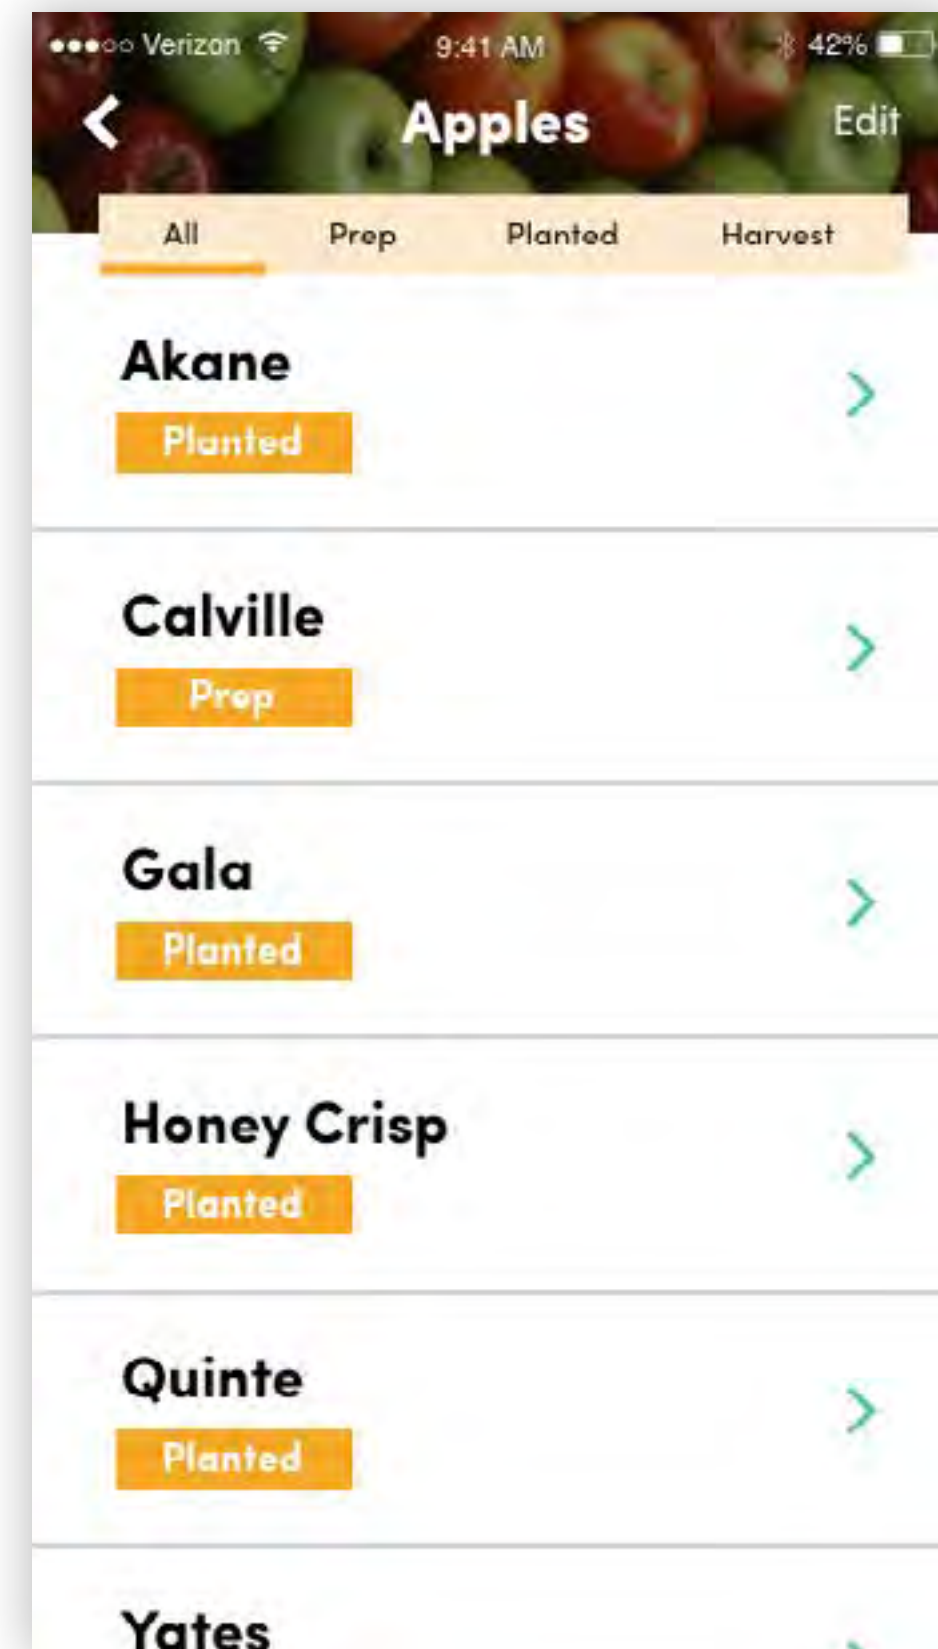 Verizon 9:41 AM 42%
Apples Edit
All Prep Planted Harvest
Akane
Planted
Calville
Prep
Gala
Planted
Honey Crisp
Planted
Quinte
Planted
Yates